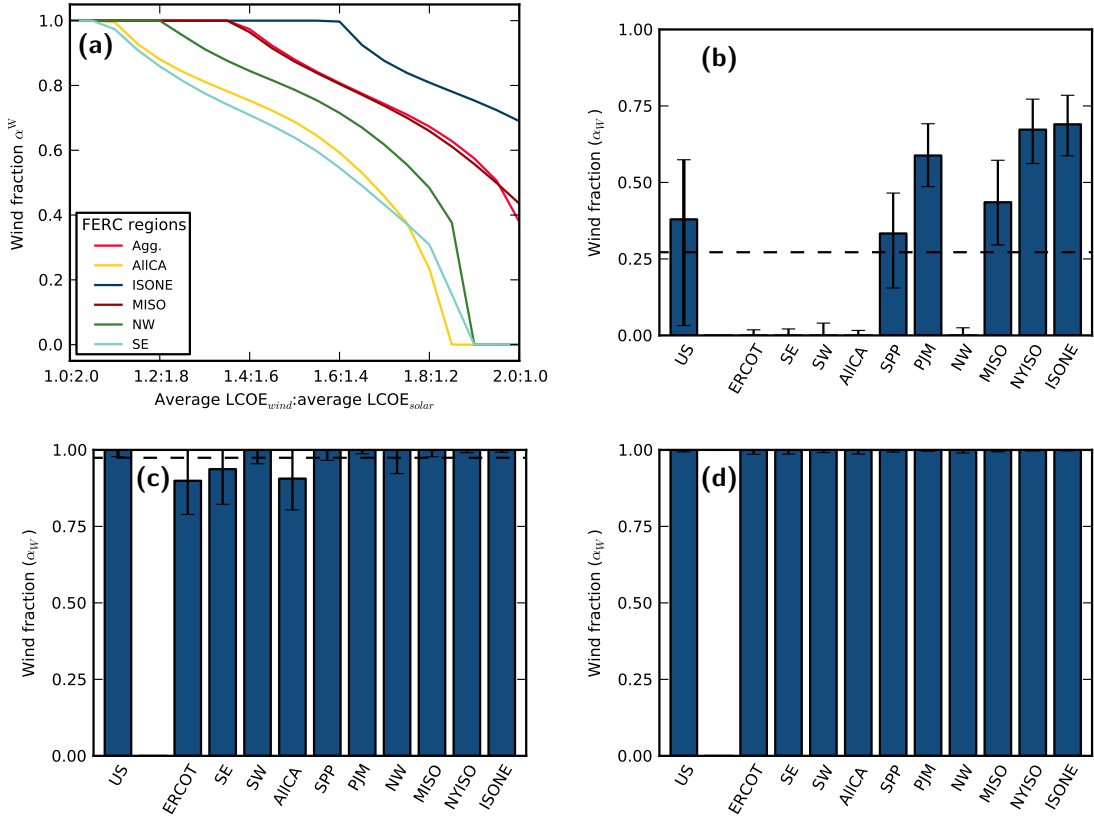 (a)
Wind fraction α^W
1.0
0.8
0.6
0.4
0.2
0.0
FERC regions
Agg.
AllCA
ISONE
MISO
NW
SE
1.0:2.0
1.2:1.8
1.4:1.6
1.6:1.4
1.8:1.2
2.0:1.0
Average LCOE_wind:average LCOE_solar
(b)
Wind fraction (α_W)
1.00
0.75
0.50
0.25
0.00
US
ERCOT
SE
SW
AllCA
SPP
PJM
NW
MISO
NYISO
ISONE
(c)
Wind fraction (α_W)
1.00
0.75
0.50
0.25
0.00
US
ERCOT
SE
SW
AllCA
SPP
PJM
NW
MISO
NYISO
ISONE
(d)
Wind fraction (α_W)
1.00
0.75
0.50
0.25
0.00
US
ERCOT
SE
SW
AllCA
SPP
PJM
NW
MISO
NYISO
ISONE